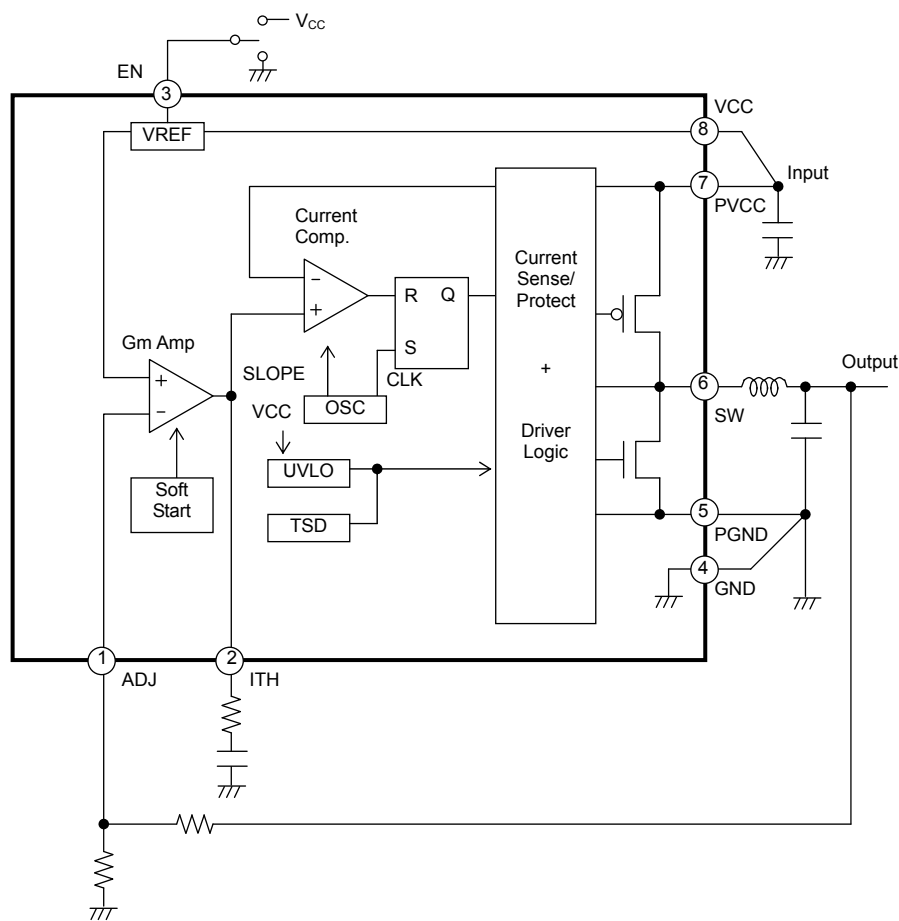 VCC
EN
3
VCC
VREF
8
Input
7
PVCC
Current
Comp.
Current
Sense/
Protect
+
Driver
Logic
−
+
R
Q
S
Gm Amp
+
−
SLOPE
CLK
OSC
VCC
UVLO
TSD
Soft
Start
6
SW
Output
5
PGND
4
GND
1
ADJ
2
ITH